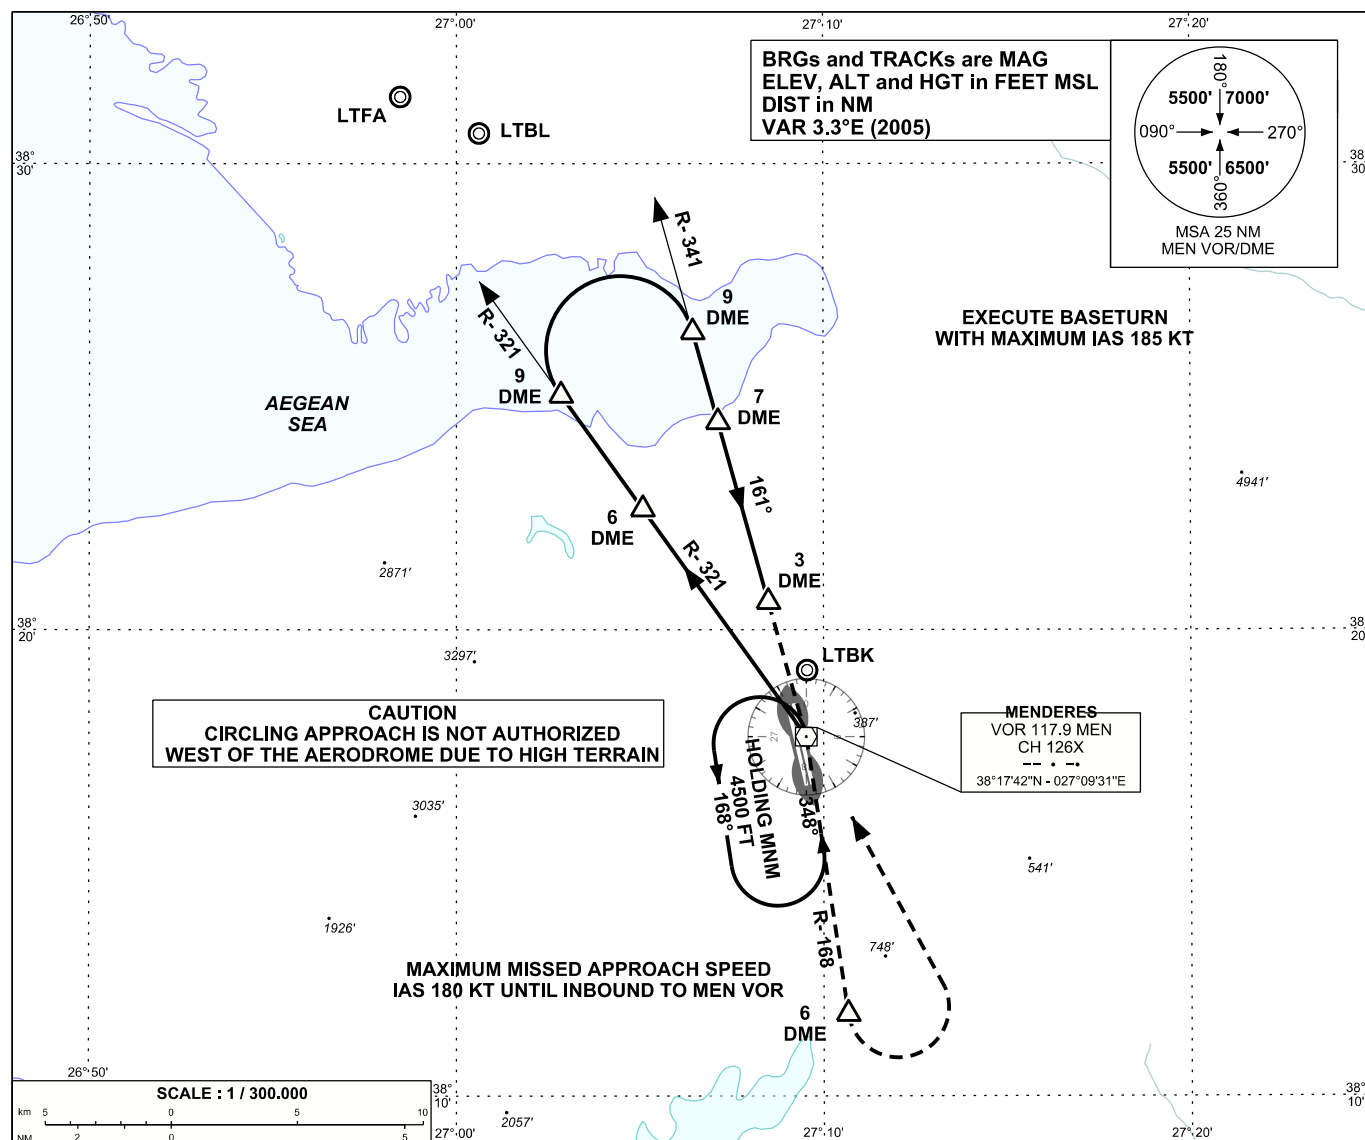 26° 50'
27° 00'
27° 10'
27° 20'
BRGs and TRACKs are MAG
ELEV, ALT and HGT in FEET MSL
DIST in NM
VAR 3.3°E (2005)
180°
5500' 7000'
090° 270°
5500' 6500'
360°
MSA 25 NM
MEN VOR/DME
LTFA
LTBL
38°
30'
38°
30'
R- 341
R- 321
9
DME
EXECUTE BASETURN
WITH MAXIMUM IAS 185 KT
9
DME
7
DME
AEGEAN
SEA
161°
4941'
6
DME
R- 321
3
DME
2871'
38°
20'
38°
20'
3297'
LTBK
CAUTION
CIRCLING APPROACH IS NOT AUTHORIZED
WEST OF THE AERODROME DUE TO HIGH TERRAIN
387'
27
MENDERES
VOR 117.9 MEN
CH 126X
38°17'42"N - 027°09'31"E
HOLDING MNM
4500 FT
168°
348°
3035'
541'
1926'
R- 168
748'
MAXIMUM MISSED APPROACH SPEED
IAS 180 KT UNTIL INBOUND TO MEN VOR
6
DME
26° 50'
SCALE : 1 / 300.000
km 5 0 5 10
NM 2 0 5
38°
10'
38°
10'
2057'
27° 00'
27° 10'
27° 20'